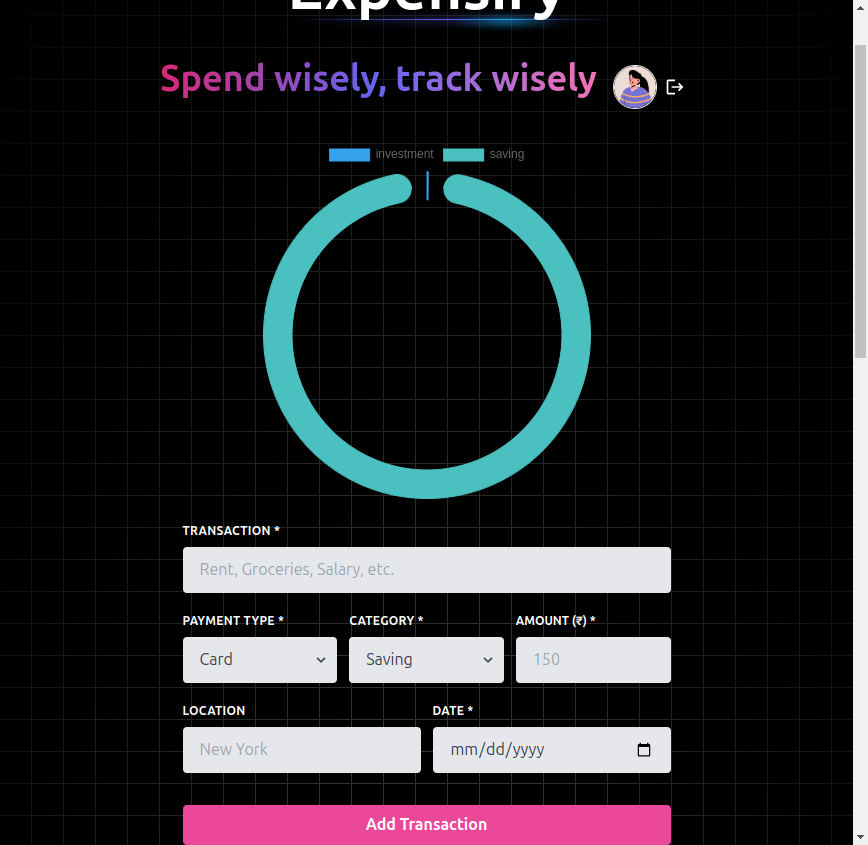 Expensify
Spend wisely, track wisely
investment saving
TRANSACTION *
Rent, Groceries, Salary, etc.
PAYMENT TYPE * CATEGORY * AMOUNT (₹) *
Card Saving 150
LOCATION DATE *
New York mm/dd/yyyy
Add Transaction